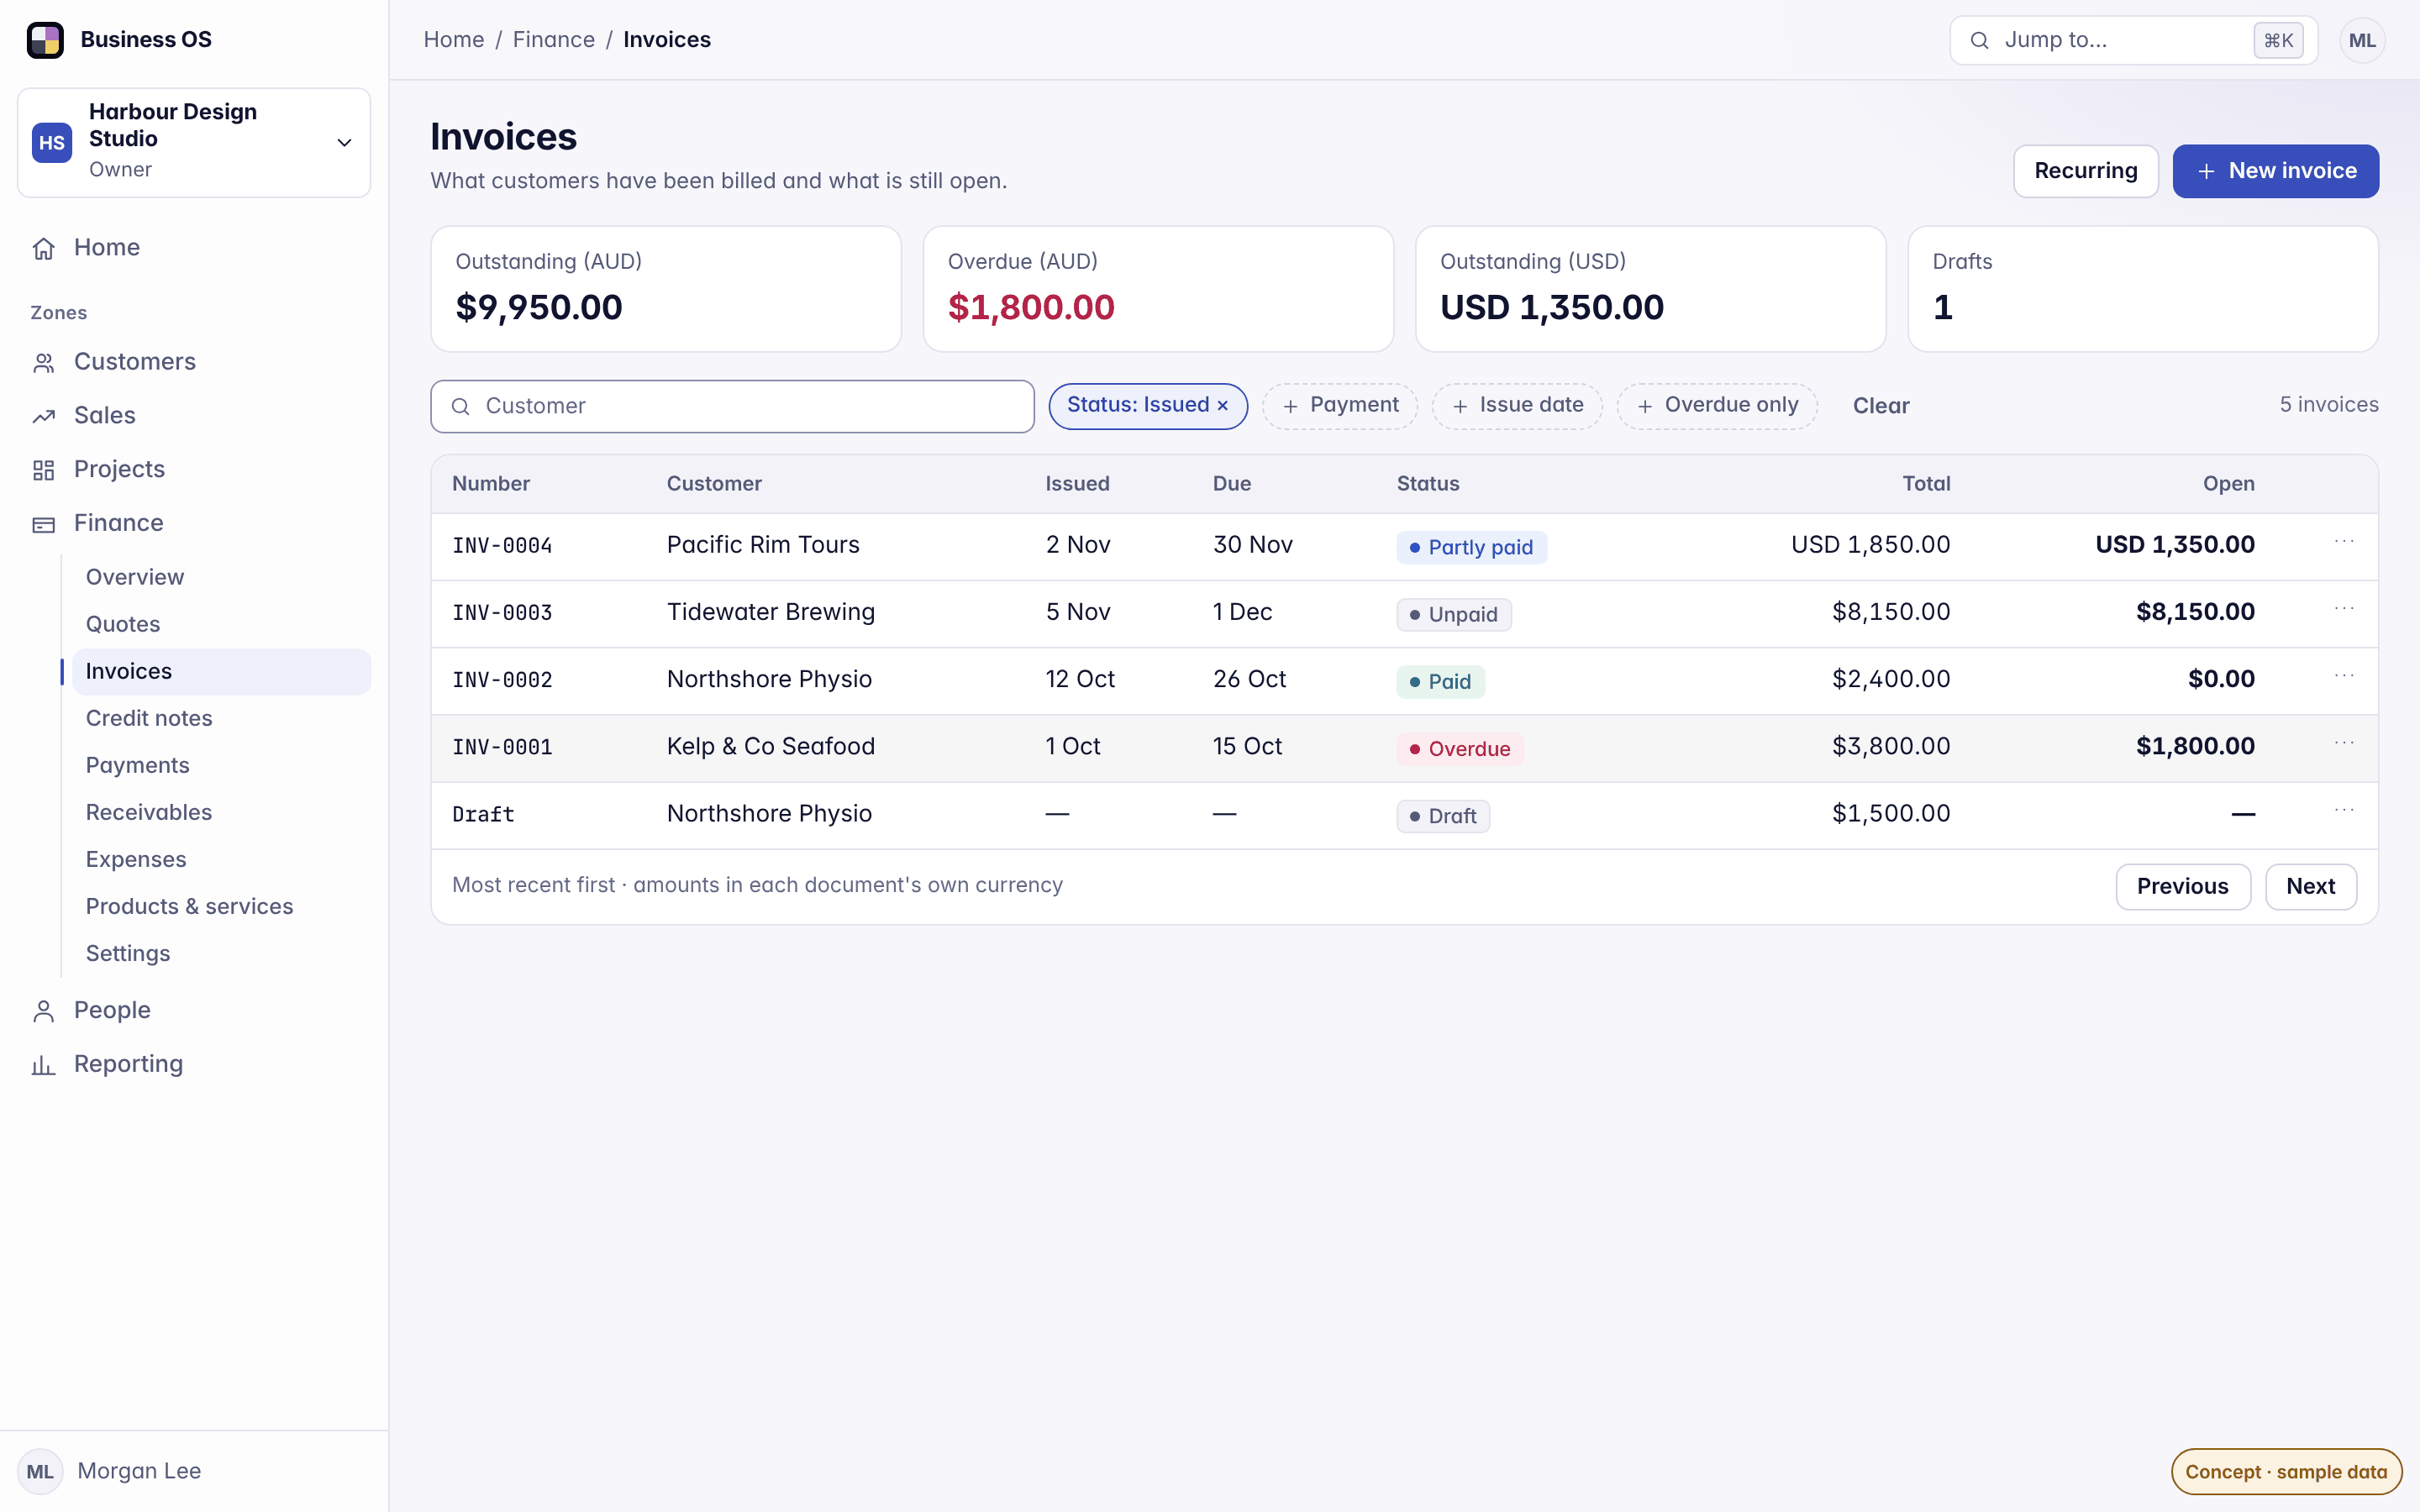 Business OS
Home / Finance / Invoices
Jump to...
⌘K
ML
HS
Harbour Design
Studio
Owner
Home
Zones
Customers
Sales
Projects
Finance
Overview
Quotes
Invoices
Credit notes
Payments
Receivables
Expenses
Products & services
Settings
People
Reporting
ML
Morgan Lee
Invoices
What customers have been billed and what is still open.
Recurring
+ New invoice
Outstanding (AUD)
$9,950.00
Overdue (AUD)
$1,800.00
Outstanding (USD)
USD 1,350.00
Drafts
1
Customer
Status: Issued ×
+ Payment
+ Issue date
+ Overdue only
Clear
5 invoices
Number Customer Issued Due Status Total Open
INV-0004 Pacific Rim Tours 2 Nov 30 Nov Partly paid USD 1,850.00 USD 1,350.00 ...
INV-0003 Tidewater Brewing 5 Nov 1 Dec Unpaid $8,150.00 $8,150.00 ...
INV-0002 Northshore Physio 12 Oct 26 Oct Paid $2,400.00 $0.00 ...
INV-0001 Kelp & Co Seafood 1 Oct 15 Oct Overdue $3,800.00 $1,800.00 ...
Draft Northshore Physio — — Draft $1,500.00 — ...
Most recent first · amounts in each document's own currency
Previous
Next
Concept · sample data